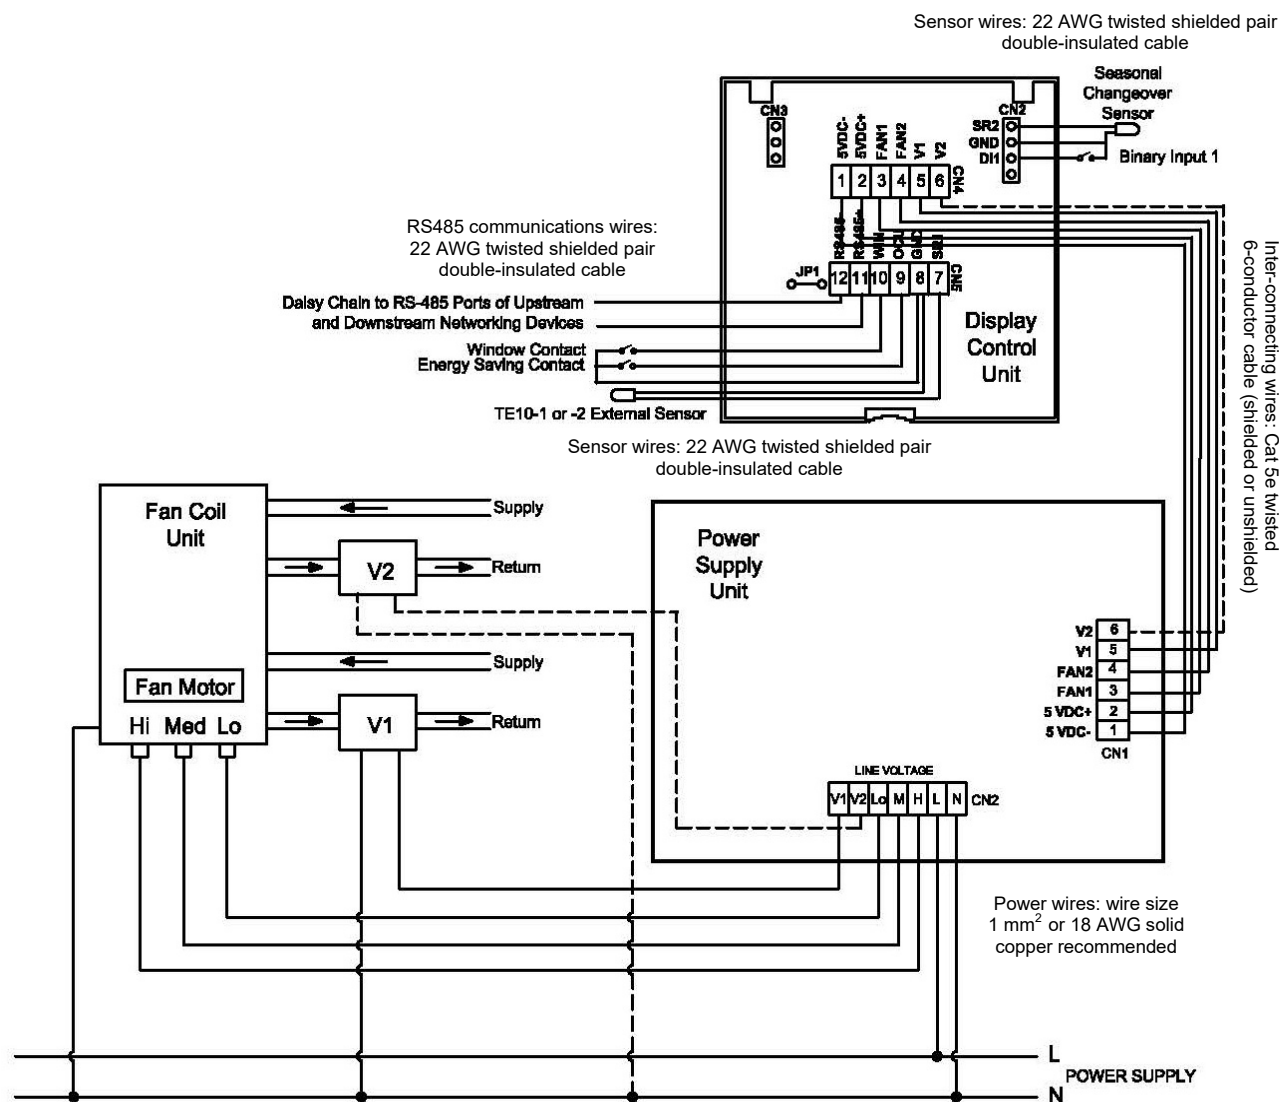 Sensor wires: 22 AWG twisted shielded pair
double-insulated cable
Seasonal
Changeover
Sensor
CN3
CN2
SR2
GND
DI1
Binary Input 1
5VDC-
5VDC+
FAN1
FAN2
V1
V2
1 2 3 4 5 6
CN4
RS485-
RS485+
WIN
OCU
GND
SR1
JP1
12 11 10 9 8 7
CN5
RS485 communications wires:
22 AWG twisted shielded pair
double-insulated cable
Daisy Chain to RS-485 Ports of Upstream
and Downstream Networking Devices
Window Contact
Energy Saving Contact
TE10-1 or -2 External Sensor
Display
Control
Unit
Sensor wires: 22 AWG twisted shielded pair
double-insulated cable
Inter-connecting wires: Cat 5e twisted
6-conductor cable (shielded or unshielded)
Fan Coil
Unit
Supply
V2
Return
Supply
Fan Motor
Hi Med Lo
V1
Return
Power
Supply
Unit
V2 6
V1 5
FAN2 4
FAN1 3
5 VDC+ 2
5 VDC- 1
CN1
LINE VOLTAGE
V1 V2 Lo M H L N CN2
Power wires: wire size
1 mm² or 18 AWG solid
copper recommended
L
POWER SUPPLY
N